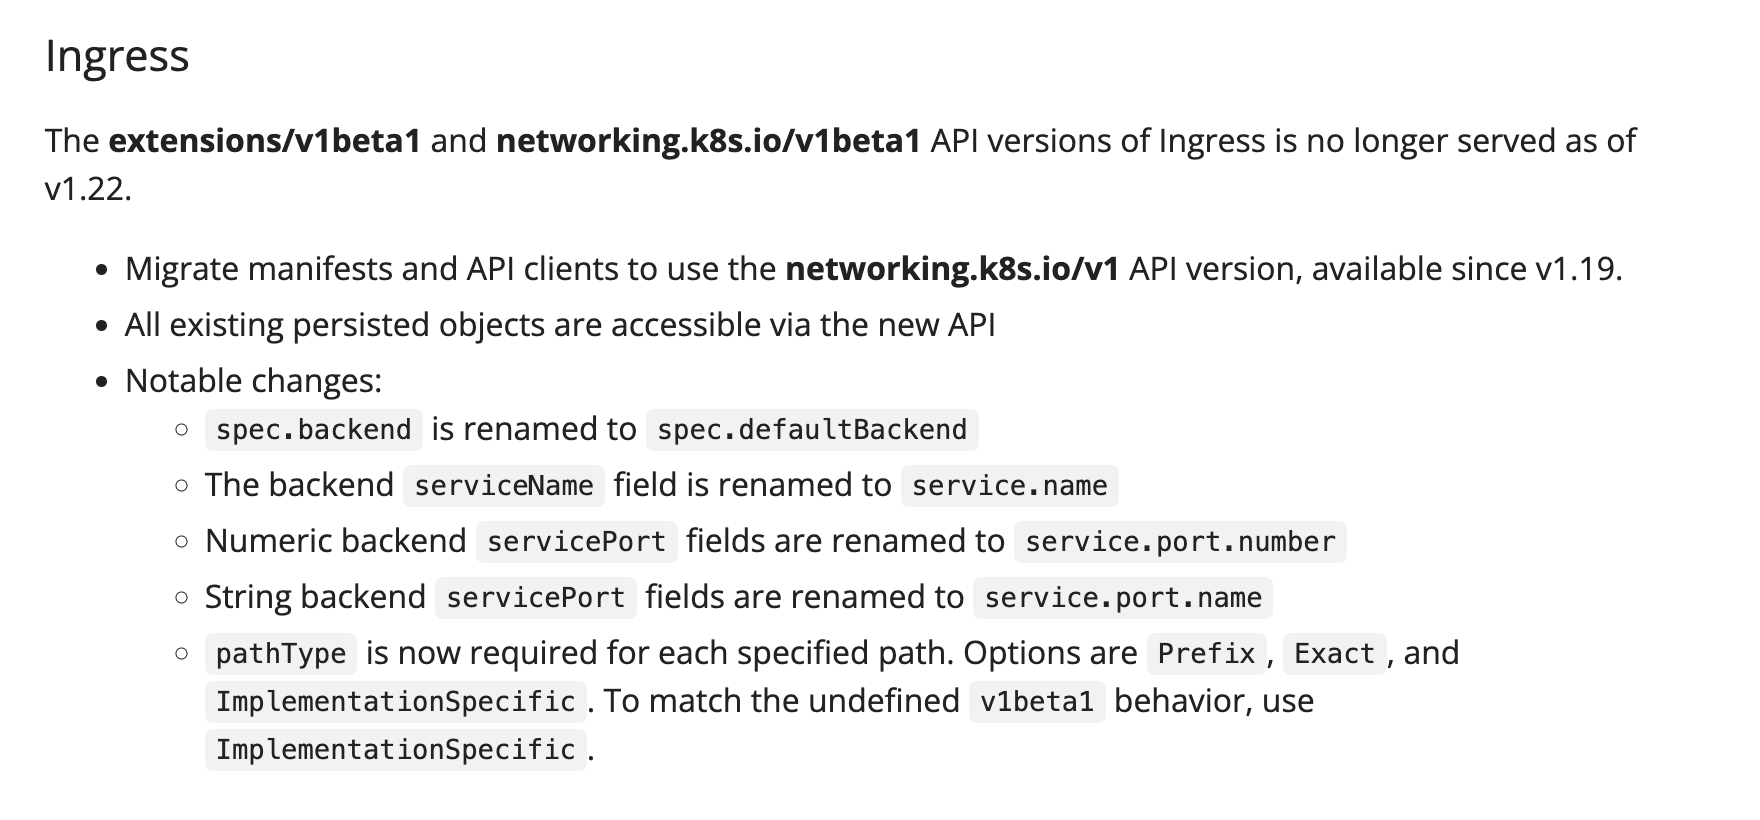 Ingress
The extensions/v1beta1 and networking.k8s.io/v1beta1 API versions of Ingress is no longer served as of
v1.22.
• Migrate manifests and API clients to use the networking.k8s.io/v1 API version, available since v1.19.
• All existing persisted objects are accessible via the new API
• Notable changes:
◦ spec.backend is renamed to spec.defaultBackend
◦ The backend serviceName field is renamed to service.name
◦ Numeric backend servicePort fields are renamed to service.port.number
◦ String backend servicePort fields are renamed to service.port.name
◦ pathType is now required for each specified path. Options are Prefix, Exact, and
ImplementationSpecific. To match the undefined v1beta1 behavior, use
ImplementationSpecific.